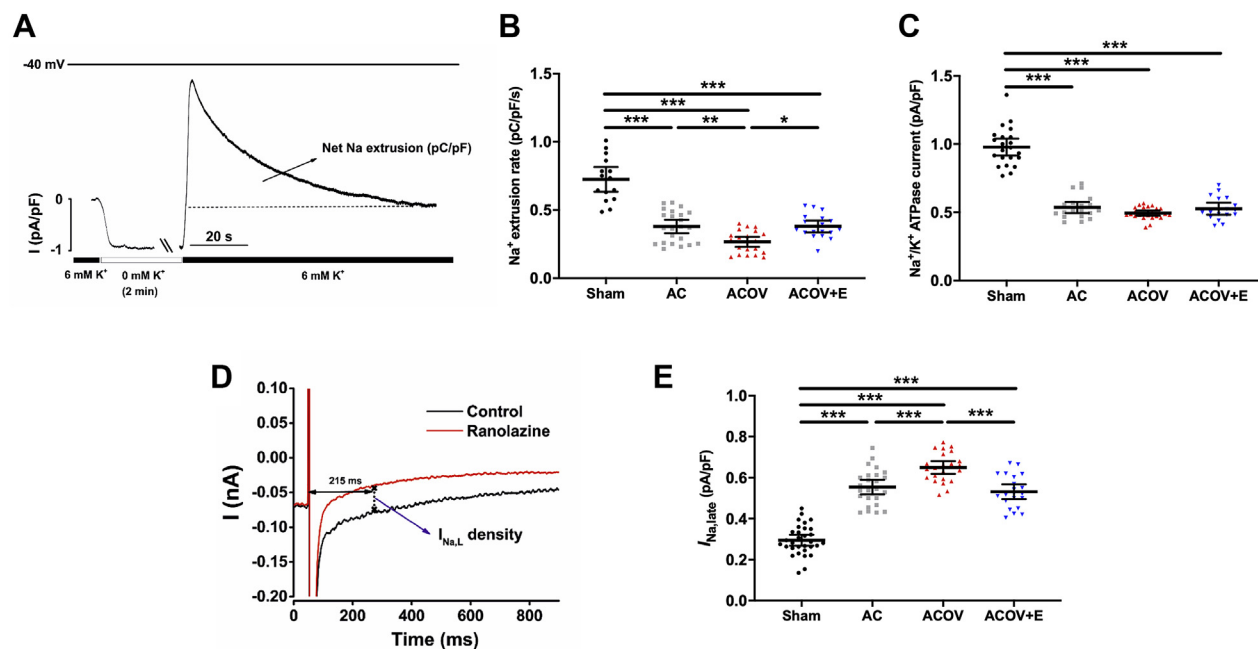 A
-40 mV
Net Na extrusion (pC/pF)
I (pA/pF)
0
-1
20 s
6 mM K⁺
0 mM K⁺
6 mM K⁺
(2 min)
B
Na⁺ extrusion rate (pC/pF/s)
1.5
1.0
0.5
0.0
***
***
***
**
*
Sham
AC
ACOV
ACOV+E
C
Na⁺/K⁺ ATPase current (pA/pF)
1.5
1.0
0.5
0.0
***
***
***
Sham
AC
ACOV
ACOV+E
D
I (nA)
0.10
0.05
0.00
-0.05
-0.10
-0.15
-0.20
Control
Ranolazine
215 ms
I Na,L density
0
200
400
600
800
Time (ms)
E
I Na,late (pA/pF)
1.0
0.8
0.6
0.4
0.2
0.0
***
***
***
***
***
Sham
AC
ACOV
ACOV+E